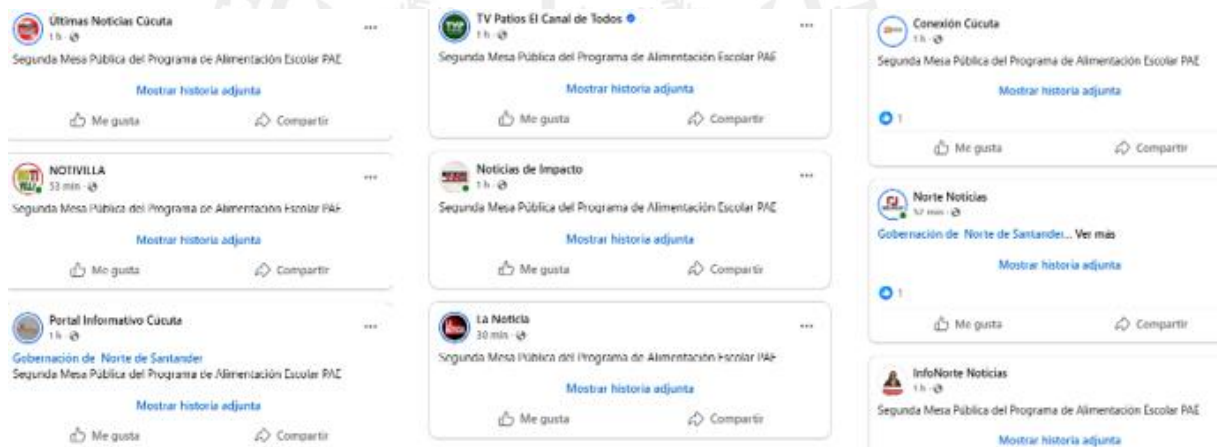 Últimas Noticias Cúcuta
1 h
Segunda Mesa Pública del Programa de Alimentación Escolar PAE
Mostrar historia adjunta
Me gusta Compartir
NOTIVILLA
53 min
Segunda Mesa Pública del Programa de Alimentación Escolar PAE
Mostrar historia adjunta
Me gusta Compartir
Portal Informativo Cúcuta
1 h
Gobernación de Norte de Santander
Segunda Mesa Pública del Programa de Alimentación Escolar PAE
Mostrar historia adjunta
Me gusta Compartir
TV Patios El Canal de Todos
1 h
Segunda Mesa Pública del Programa de Alimentación Escolar PAE
Mostrar historia adjunta
Me gusta Compartir
Noticias de Impacto
1 h
Segunda Mesa Pública del Programa de Alimentación Escolar PAE
Mostrar historia adjunta
Me gusta Compartir
La Noticia
30 min
Segunda Mesa Pública del Programa de Alimentación Escolar PAE
Mostrar historia adjunta
Me gusta Compartir
Conexión Cúcuta
1 h
Segunda Mesa Pública del Programa de Alimentación Escolar PAE
Mostrar historia adjunta
1
Me gusta Compartir
Norte Noticias
52 min
Gobernación de Norte de Santander... Ver más
Mostrar historia adjunta
1
Me gusta Compartir
InfoNorte Noticias
1 h
Segunda Mesa Pública del Programa de Alimentación Escolar PAE
Mostrar historia adjunta